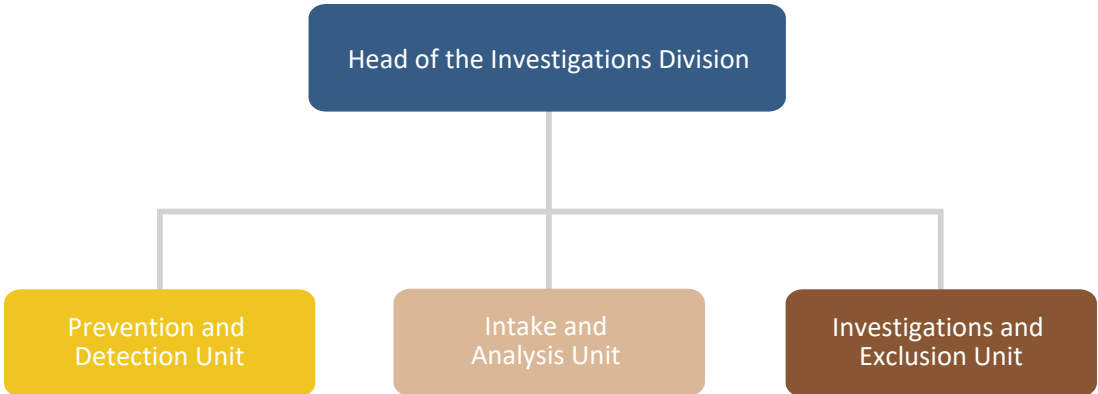 Head of the Investigations Division
Prevention and
Detection Unit
Intake and
Analysis Unit
Investigations and
Exclusion Unit